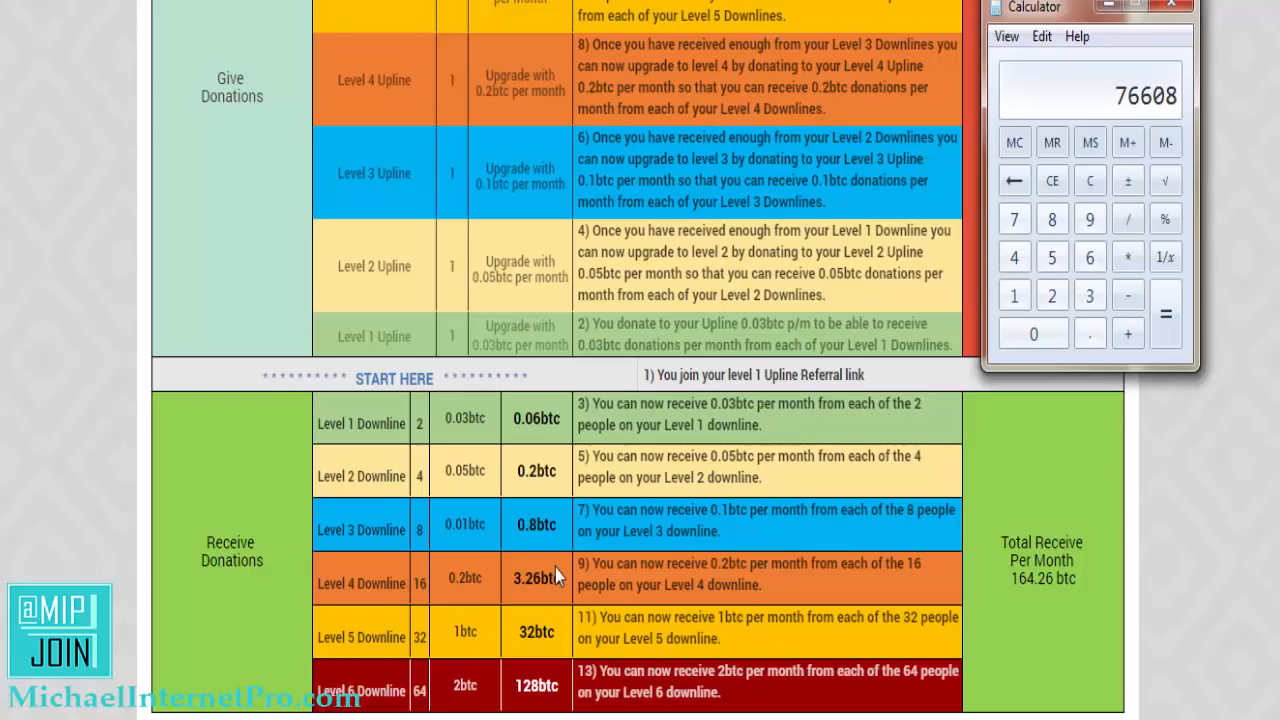 per month
from each of your Level 5 Downlines.
Give
Donations
Level 4 Upline
1
Upgrade with
0.2btc per month
8) Once you have received enough from your Level 3 Downlines you
can now upgrade to level 4 by donating to your Level 4 Upline
0.2btc per month so that you can receive 0.2btc donations per
month from each of your Level 4 Downlines.
Level 3 Upline
1
Upgrade with
0.1btc per month
6) Once you have received enough from your Level 2 Downlines you
can now upgrade to level 3 by donating to your Level 3 Upline
0.1btc per month so that you can receive 0.1btc donations per
month from each of your Level 3 Downlines.
Level 2 Upline
1
Upgrade with
0.05btc per month
4) Once you have received enough from your Level 1 Downline you
can now upgrade to level 2 by donating to your Level 2 Upline
0.05btc per month so that you can receive 0.05btc donations per
month from each of your Level 2 Downlines.
Level 1 Upline
1
Upgrade with
0.03btc per month
2) You donate to your Upline 0.03btc p/m to be able to receive
0.03btc donations per month from each of your Level 1 Downlines.
* * * * * * * * * * START HERE * * * * * * * * * *
1) You join your level 1 Upline Referral link
Receive
Donations
Level 1 Downline
2
0.03btc
0.06btc
3) You can now receive 0.03btc per month from each of the 2
people on your Level 1 downline.
Level 2 Downline
4
0.05btc
0.2btc
5) You can now receive 0.05btc per month from each of the 4
people on your Level 2 downline.
Level 3 Downline
8
0.01btc
0.8btc
7) You can now receive 0.1btc per month from each of the 8 people
on your Level 3 downline.
Level 4 Downline
16
0.2btc
3.26btc
9) You can now receive 0.2btc per month from each of the 16
people on your Level 4 downline.
Level 5 Downline
32
1btc
32btc
11) You can now receive 1btc per month from each of the 32 people
on your Level 5 downline.
Level 6 Downline
64
2btc
128btc
13) You can now receive 2btc per month from each of the 64 people
on your Level 6 downline.
Total Receive
Per Month
164.26 btc
Calculator
View Edit Help
76608
MC MR MS M+ M-
← CE C ± √
7 8 9 / %
4 5 6 * 1/x
1 2 3 - =
0 . +
@MIP
JOIN
MichaelInternetPro.com